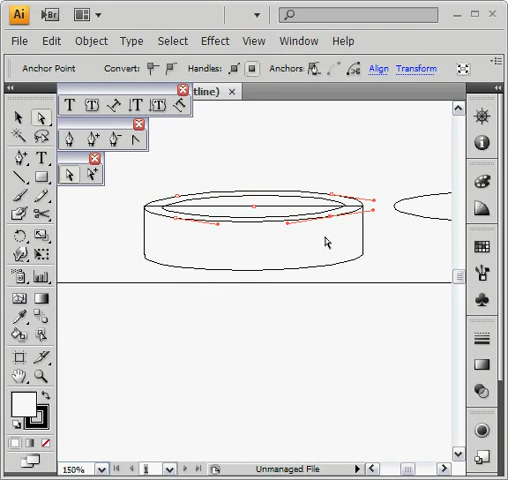 Ai Br
File Edit Object Type Select Effect View Window Help
Anchor Point Convert: Handles: Anchors: Align Transform
tline) ×
T T T T T T
T
150% 1 Unmanaged File